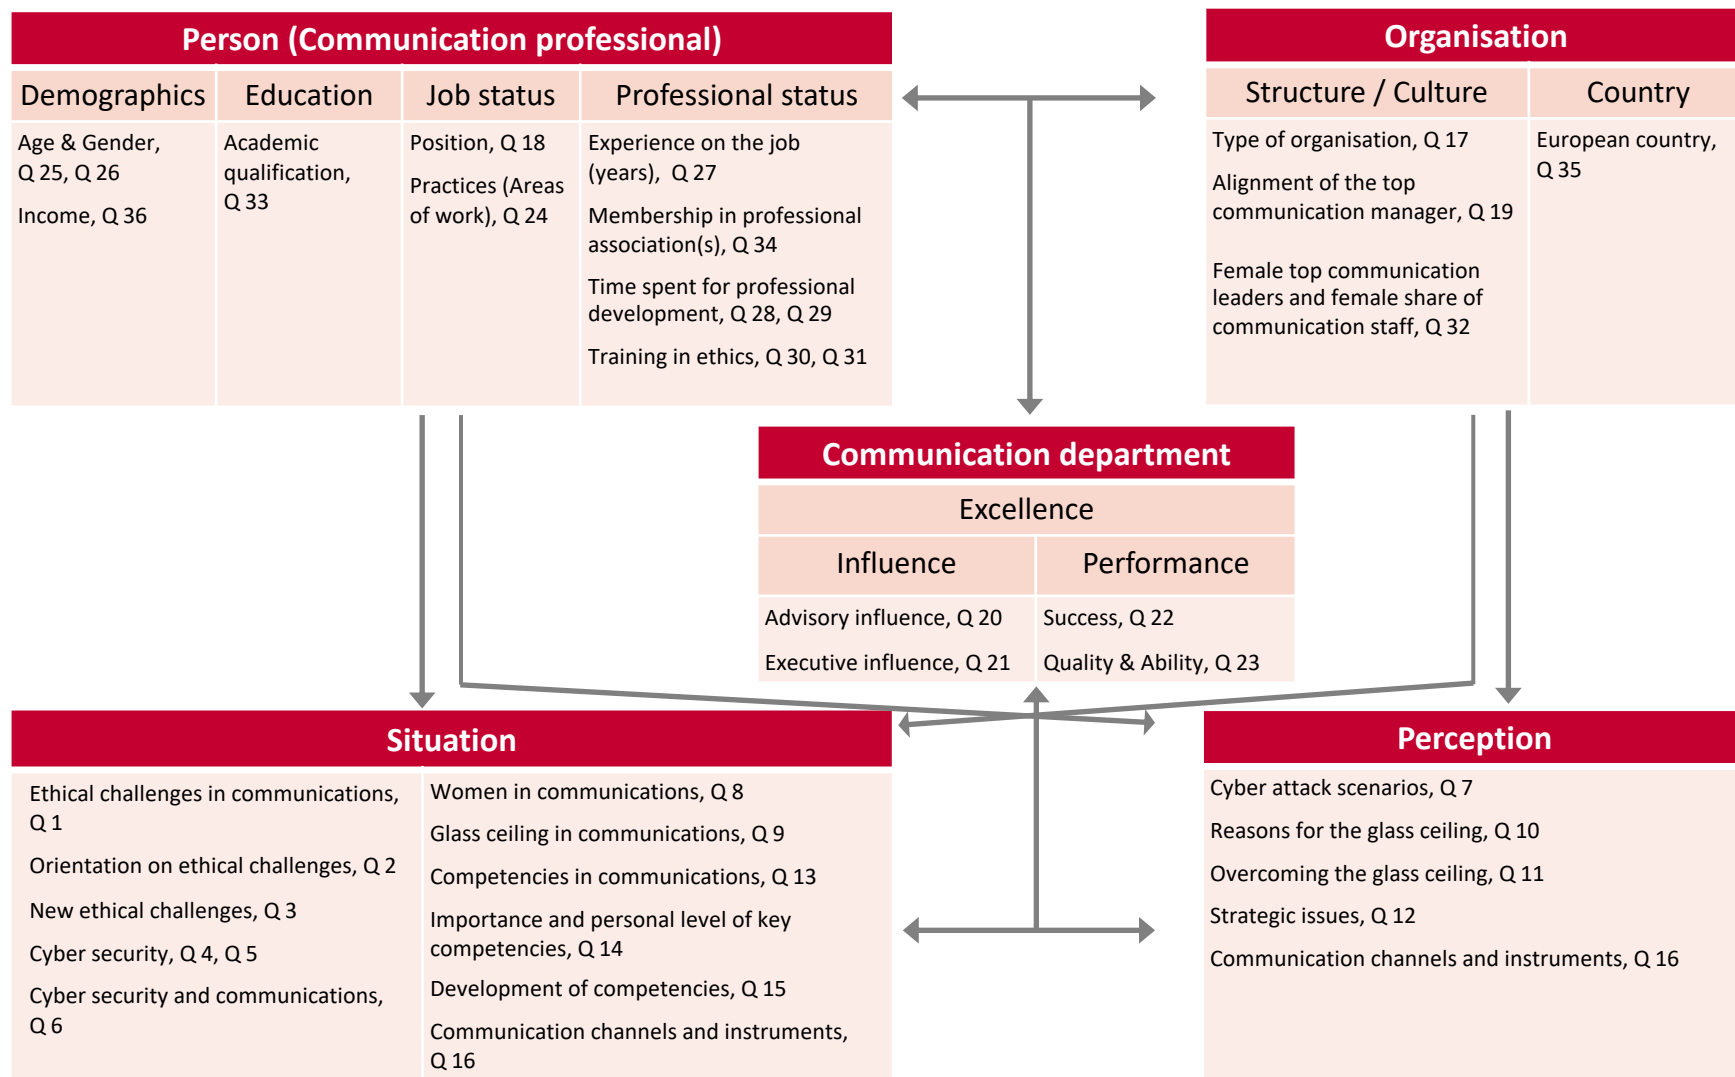 Person (Communication professional)
Demographics
Education
Job status
Professional status
Age & Gender,
Q 25, Q 26
Income, Q 36
Academic
qualification,
Q 33
Position, Q 18
Practices (Areas
of work), Q 24
Experience on the job
(years), Q 27
Membership in professional
association(s), Q 34
Time spent for professional
development, Q 28, Q 29
Training in ethics, Q 30, Q 31
Organisation
Structure / Culture
Country
Type of organisation, Q 17
Alignment of the top
communication manager, Q 19
Female top communication
leaders and female share of
communication staff, Q 32
European country,
Q 35
Communication department
Excellence
Influence
Performance
Advisory influence, Q 20
Executive influence, Q 21
Success, Q 22
Quality & Ability, Q 23
Situation
Ethical challenges in communications,
Q 1
Orientation on ethical challenges, Q 2
New ethical challenges, Q 3
Cyber security, Q 4, Q 5
Cyber security and communications,
Q 6
Women in communications, Q 8
Glass ceiling in communications, Q 9
Competencies in communications, Q 13
Importance and personal level of key
competencies, Q 14
Development of competencies, Q 15
Communication channels and instruments,
Q 16
Perception
Cyber attack scenarios, Q 7
Reasons for the glass ceiling, Q 10
Overcoming the glass ceiling, Q 11
Strategic issues, Q 12
Communication channels and instruments, Q 16